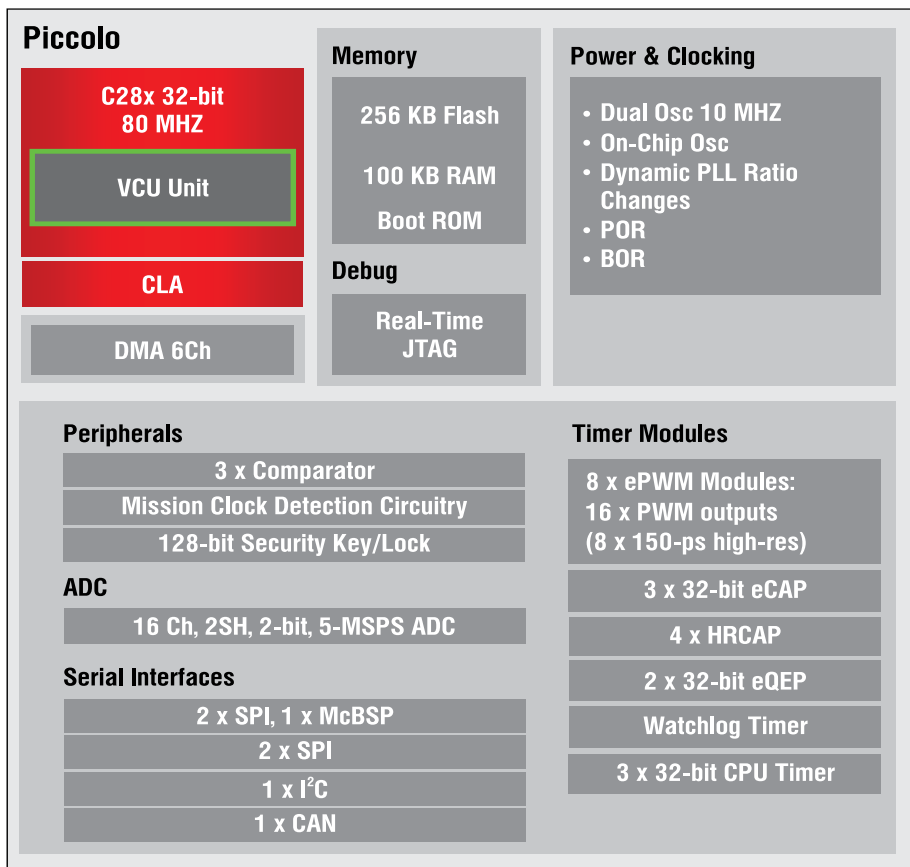 Piccolo
C28x 32-bit
80 MHZ
VCU Unit
CLA
DMA 6Ch
Memory
256 KB Flash
100 KB RAM
Boot ROM
Debug
Real-Time
JTAG
Power & Clocking
• Dual Osc 10 MHZ
• On-Chip Osc
• Dynamic PLL Ratio
Changes
• POR
• BOR
Peripherals
3 x Comparator
Mission Clock Detection Circuitry
128-bit Security Key/Lock
ADC
16 Ch, 2SH, 2-bit, 5-MSPS ADC
Serial Interfaces
2 x SPI, 1 x McBSP
2 x SPI
1 x I²C
1 x CAN
Timer Modules
8 x ePWM Modules:
16 x PWM outputs
(8 x 150-ps high-res)
3 x 32-bit eCAP
4 x HRCAP
2 x 32-bit eQEP
Watchlog Timer
3 x 32-bit CPU Timer